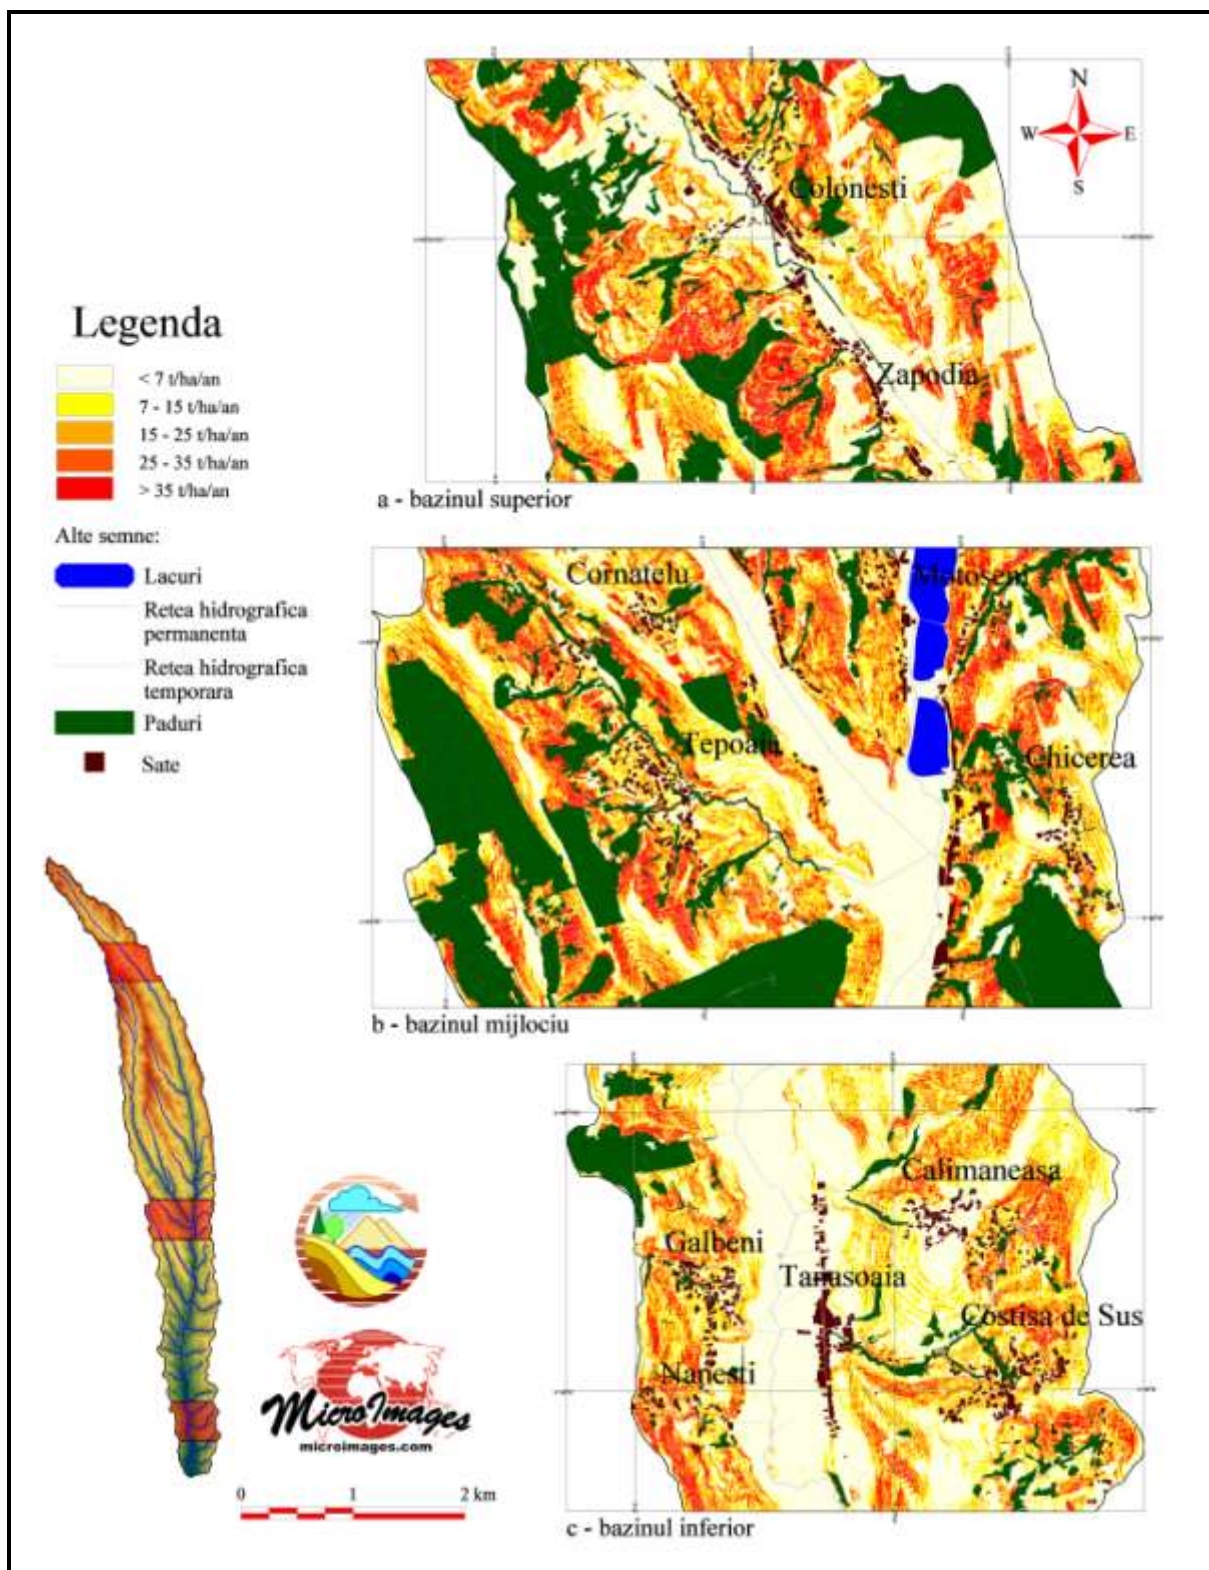 N
W
E
S
Colonesti
Zapodia
a - bazinul superior
Legenda
< 7 t/ha/an
7 - 15 t/ha/an
15 - 25 t/ha/an
25 - 35 t/ha/an
> 35 t/ha/an
Alte semne:
Lacuri
Retea hidrografica
permanenta
Retea hidrografica
temporara
Paduri
Sate
Cornatelu
Motoseni
Tepoaia
Chicerea
b - bazinul mijlociu
Calimaneasa
Galbeni
Tanasoaia
Costisa de Sus
Nanesti
c - bazinul inferior
MicroImages
microimages.com
0 1 2 km